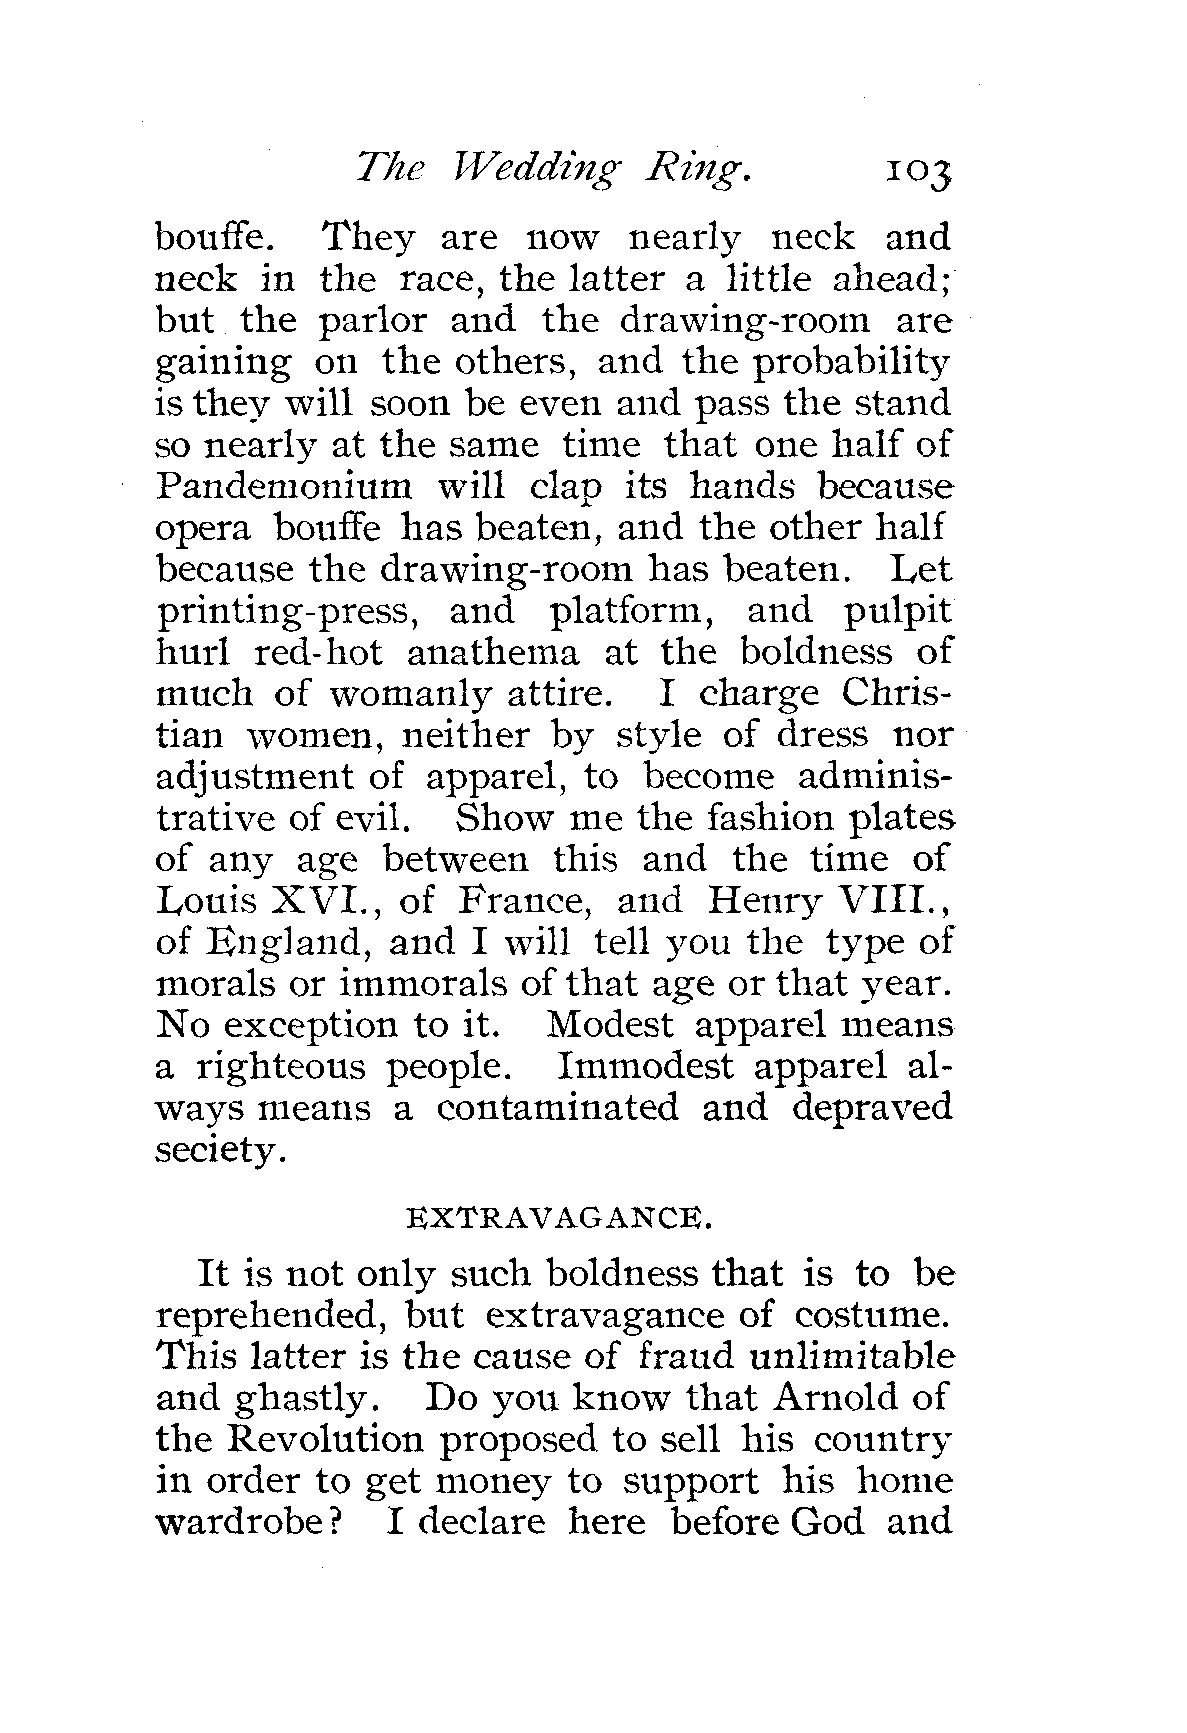 The Wedding Ring. 103
bouffe. They are now nearly neck and
neck in the race, the latter a little ahead;
but the parlor and the drawing-room are
gaining on the others, and the probability
is they will soon be even and pass the stand
so nearly at the same time that one half of
Pandemonium will clap its hands because
opera bouffe has beaten, and the other half
because the drawing-room has beaten. Let
printing-press, and platform, and pulpit
hurl red-hot anathema at the boldness of
much of womanly attire. I charge Chris-
tian women, neither by style of dress nor
adjustment of apparel, to become adminis-
trative of evil. Show me the fashion plates
of any age between this and the time of
Louis XVI., of France, and Henry VIII.,
of England, and I will tell you the type of
morals or immorals of that age or that year.
No exception to it. Modest apparel means
a righteous people. Immodest apparel al-
ways means a contaminated and depraved
seciety.
EXTRAVAGANCE.
It is not only such boldness that is to be
reprehended, but extravagance of costume.
This latter is the cause of fraud unlimitable
and ghastly. Do you know that Arnold of
the Revolution proposed to sell his country
in order to get money to support his home
wardrobe? I declare here before God and